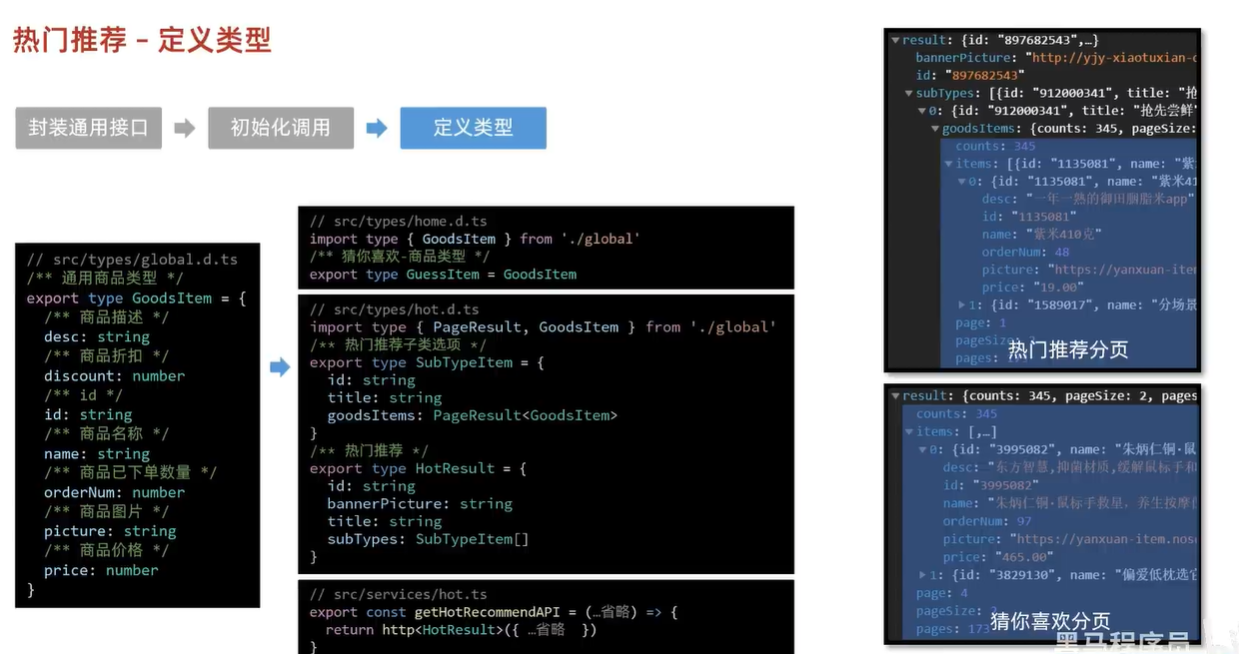 热门推荐 – 定义类型
封装通用接口
初始化调用
定义类型
// src/types/global.d.ts
/** 通用商品类型 */
export type GoodsItem = {
/** 商品描述 */
desc: string
/** 商品折扣 */
discount: number
/** id */
id: string
/** 商品名称 */
name: string
/** 商品已下单数量 */
orderNum: number
/** 商品图片 */
picture: string
/** 商品价格 */
price: number
}
// src/types/home.d.ts
import type { GoodsItem } from './global'
/** 猜你喜欢-商品类型 */
export type GuessItem = GoodsItem
// src/types/hot.d.ts
import type { PageResult, GoodsItem } from './global'
/** 热门推荐子类选项 */
export type SubTypeItem = {
id: string
title: string
goodsItems: PageResult<GoodsItem>
}
/** 热门推荐 */
export type HotResult = {
id: string
bannerPicture: string
title: string
subTypes: SubTypeItem[]
}
// src/services/hot.ts
export const getHotRecommendAPI = (…省略) => {
return http<HotResult>({ …省略 })
}
result: {id: "897682543",…}
bannerPicture: "http://yjy-xiaotuxian-
id: "897682543"
subTypes: [{id: "912000341", title: "抢
0: {id: "912000341", title: "抢先尝鲜"
goodsItems: {counts: 345, pageSize:
counts: 345
items: [{id: "1135081", name: "紫
0: {id: "1135081", name: "紫米41
desc: "一年一熟的御田胭脂米app"
id: "1135081"
name: "紫米410克"
orderNum: 48
picture: "https://yanxuan-ite
price: "19.00"
1: {id: "1589017", name: "分场景
page: 1
pageSize:
pages:
热门推荐分页
result: {counts: 345, pageSize: 2, pages
counts: 345
items: [,…]
0: {id: "3995082", name: "朱炳仁铜·鼠
desc: "东方智慧,抑菌材质,缓解鼠标手和
id: "3995082"
name: "朱炳仁铜·鼠标手救星，养生按摩
orderNum: 97
picture: "https://yanxuan-item.nos
price: "465.00"
1: {id: "3829130", name: "偏爱低枕选
page: 4
pageSize: 2
pages: 173
猜你喜欢分页
黑马程序员